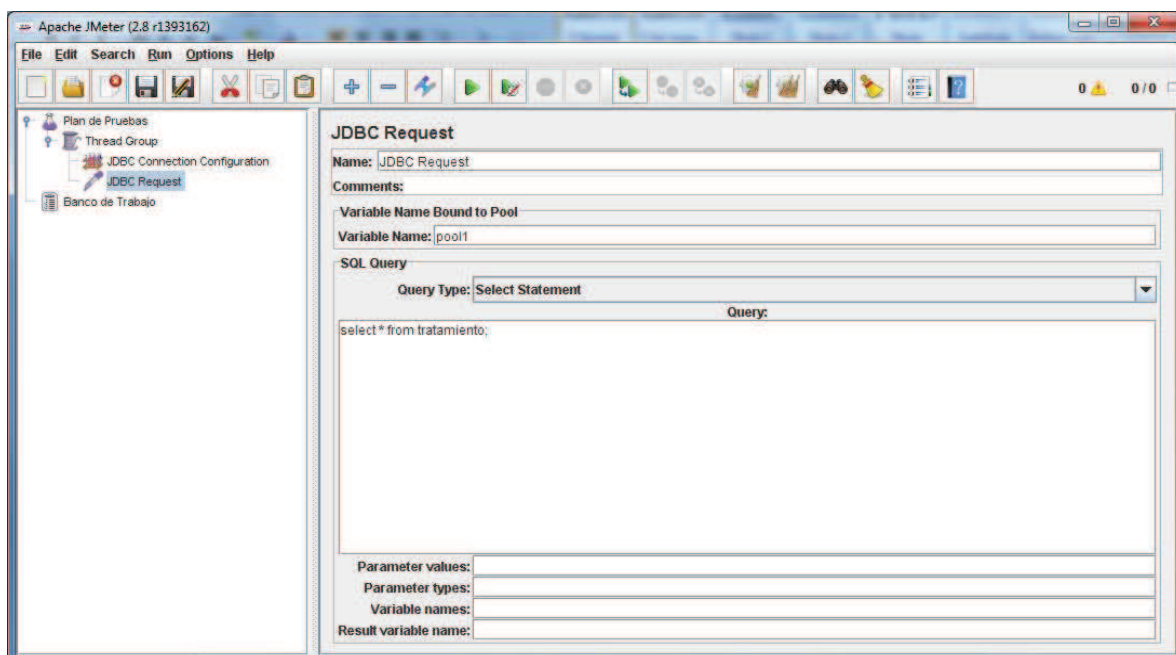 Apache JMeter (2.8 r1393162)
File Edit Search Run Options Help
0 0 / 0
Plan de Pruebas
Thread Group
JDBC Connection Configuration
JDBC Request
Banco de Trabajo
JDBC Request
Name: JDBC Request
Comments:
Variable Name Bound to Pool
Variable Name: pool1
SQL Query
Query Type: Select Statement
Query:
select * from tratamiento;
Parameter values:
Parameter types:
Variable names:
Result variable name: